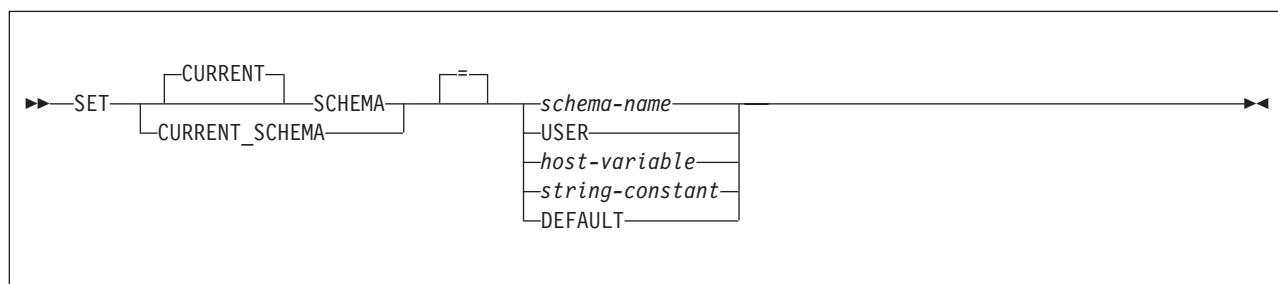 CURRENT =
SET SCHEMA schema-name
CURRENT_SCHEMA USER
host-variable
string-constant
DEFAULT